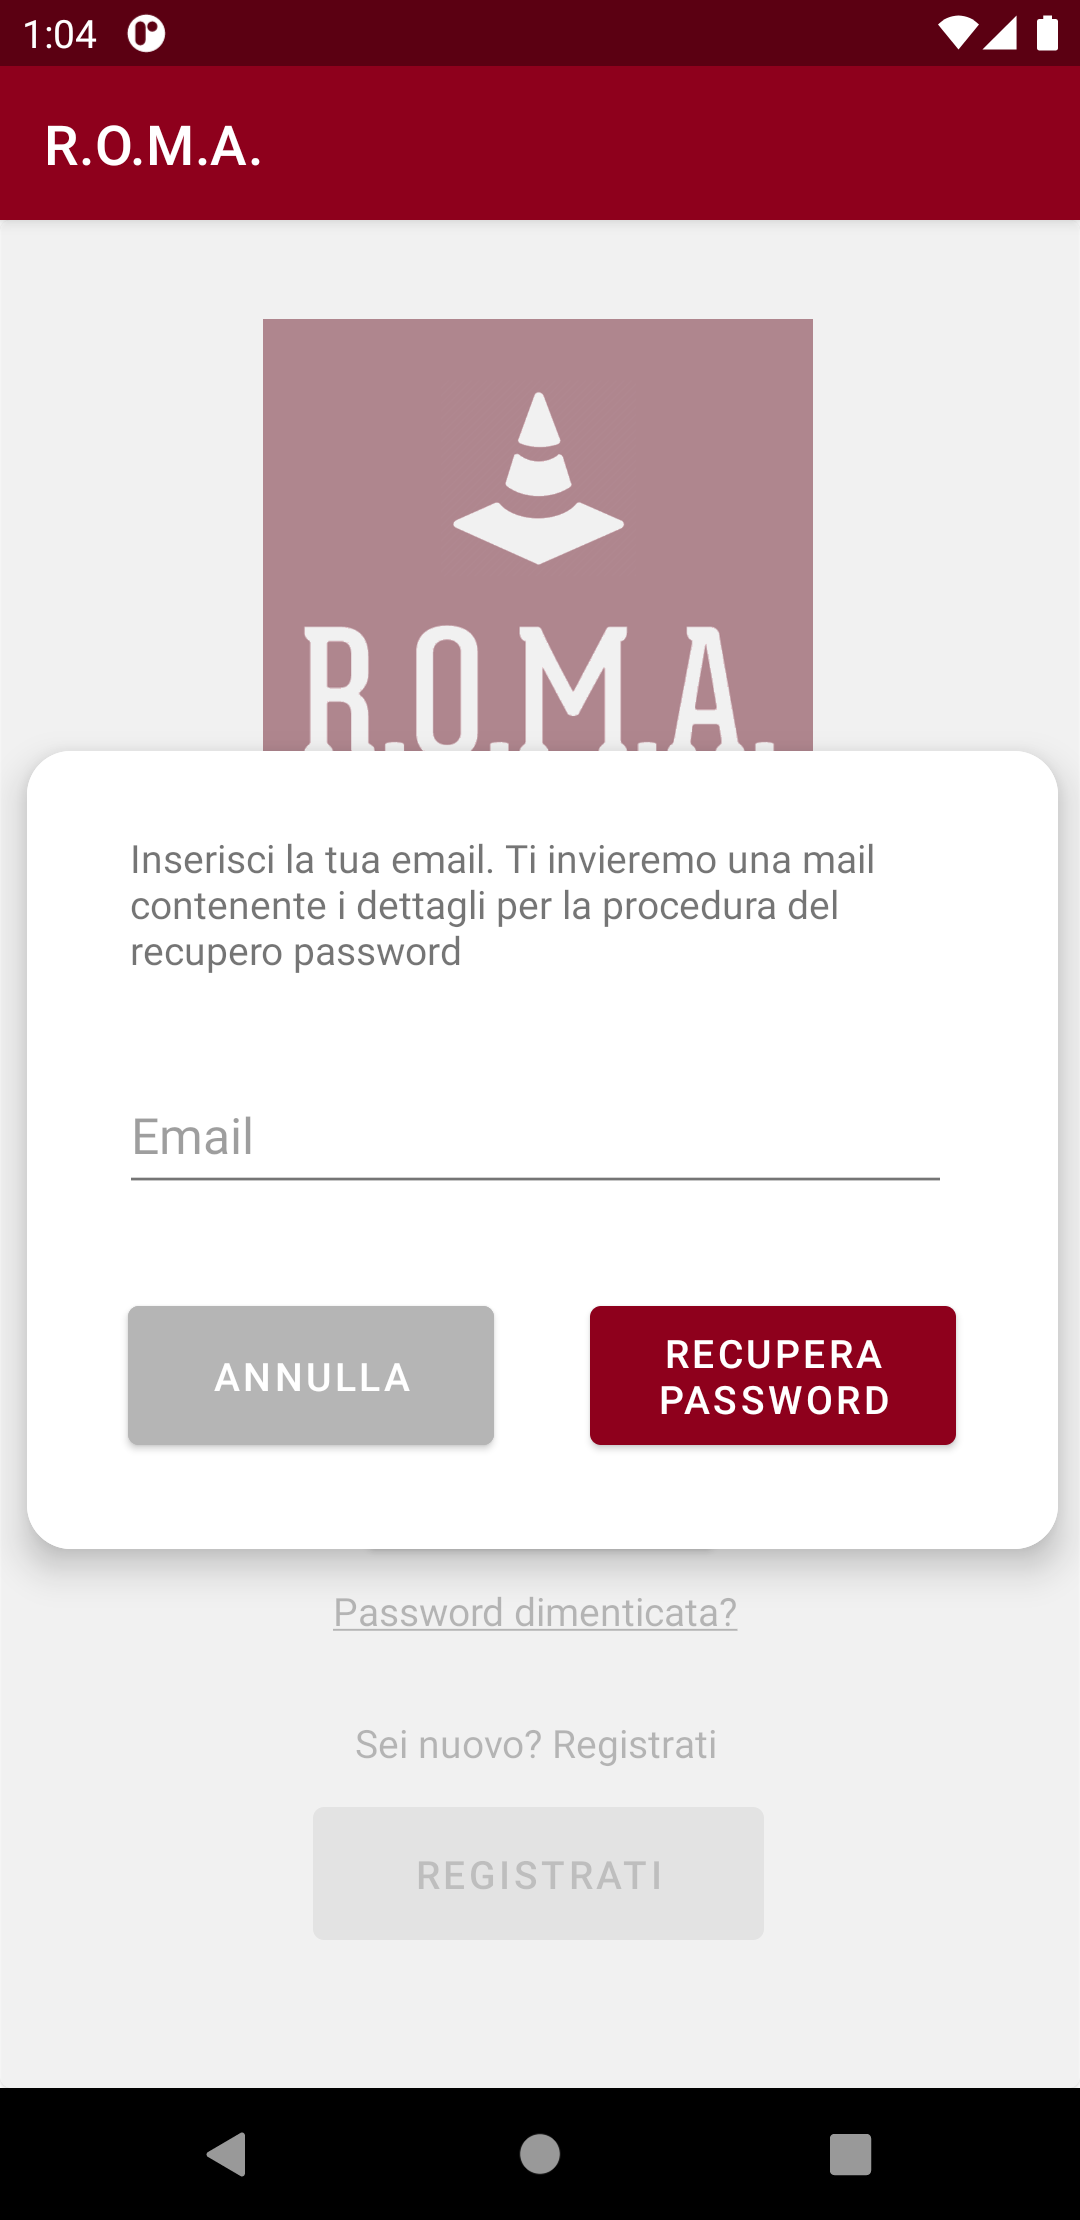 1:04
R.O.M.A.
R.O.M.A.
Inserisci la tua email. Ti invieremo una mail
contenente i dettagli per la procedura del
recupero password
Email
ANNULLA
RECUPERA
PASSWORD
Password dimenticata?
Sei nuovo? Registrati
REGISTRATI